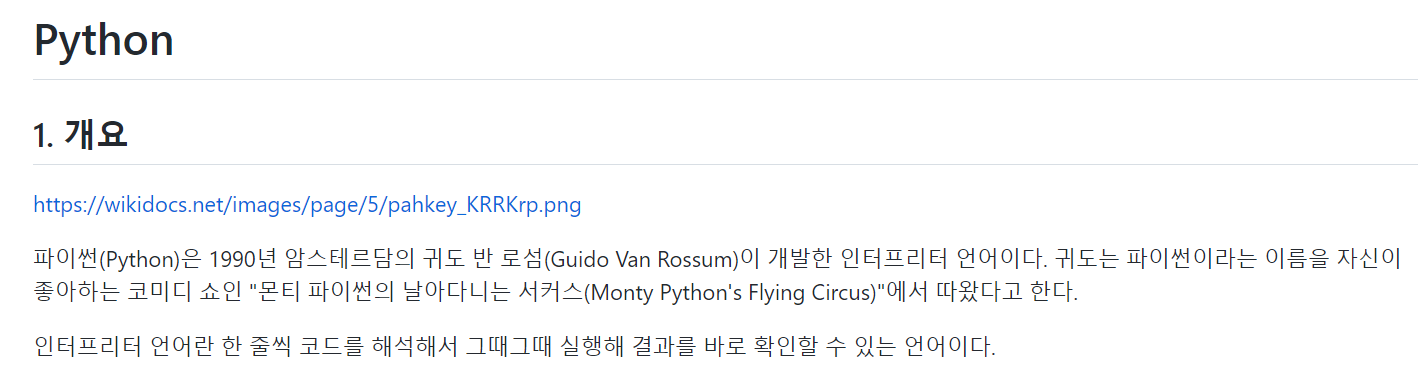 Python
1. 개요
https://wikidocs.net/images/page/5/pahkey_KRRKrp.png
파이썬(Python)은 1990년 암스테르담의 귀도 반 로섬(Guido Van Rossum)이 개발한 인터프리터 언어이다. 귀도는 파이썬이라는 이름을 자신이
좋아하는 코미디 쇼인 "몬티 파이썬의 날아다니는 서커스(Monty Python's Flying Circus)"에서 따왔다고 한다.
인터프리터 언어란 한 줄씩 코드를 해석해서 그때그때 실행해 결과를 바로 확인할 수 있는 언어이다.